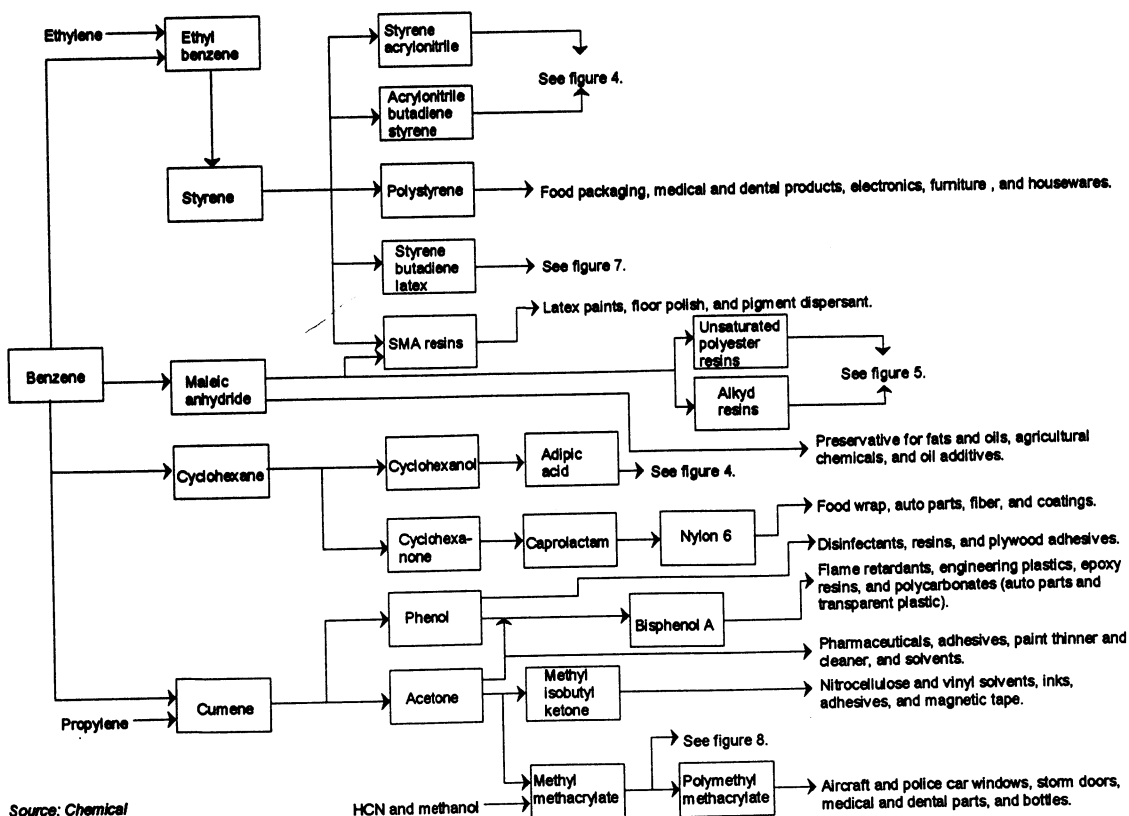 Ethylene
Ethyl
benzene
Styrene
acrylonitrile
See figure 4.
Acrylonitrile
butadiene
styrene
Styrene
Polystyrene
Food packaging, medical and dental products, electronics, furniture , and housewares.
Styrene
butadiene
latex
See figure 7.
Latex paints, floor polish, and pigment dispersant.
SMA resins
Unsaturated
polyester
resins
See figure 5.
Benzene
Maleic
anhydride
Alkyd
resins
Preservative for fats and oils, agricultural
chemicals, and oil additives.
Cyclohexane
Cyclohexanol
Adipic
acid
See figure 4.
Food wrap, auto parts, fiber, and coatings.
Cyclohexa-
none
Caprolactam
Nylon 6
Disinfectants, resins, and plywood adhesives.
Flame retardants, engineering plastics, epoxy
resins, and polycarbonates (auto parts and
transparent plastic).
Phenol
Bisphenol A
Pharmaceuticals, adhesives, paint thinner and
cleaner, and solvents.
Cumene
Propylene
Acetone
Methyl
isobutyl
ketone
Nitrocellulose and vinyl solvents, inks,
adhesives, and magnetic tape.
See figure 8.
HCN and methanol
Methyl
methacrylate
Polymethyl
methacrylate
Aircraft and police car windows, storm doors,
medical and dental parts, and bottles.
Source: Chemical